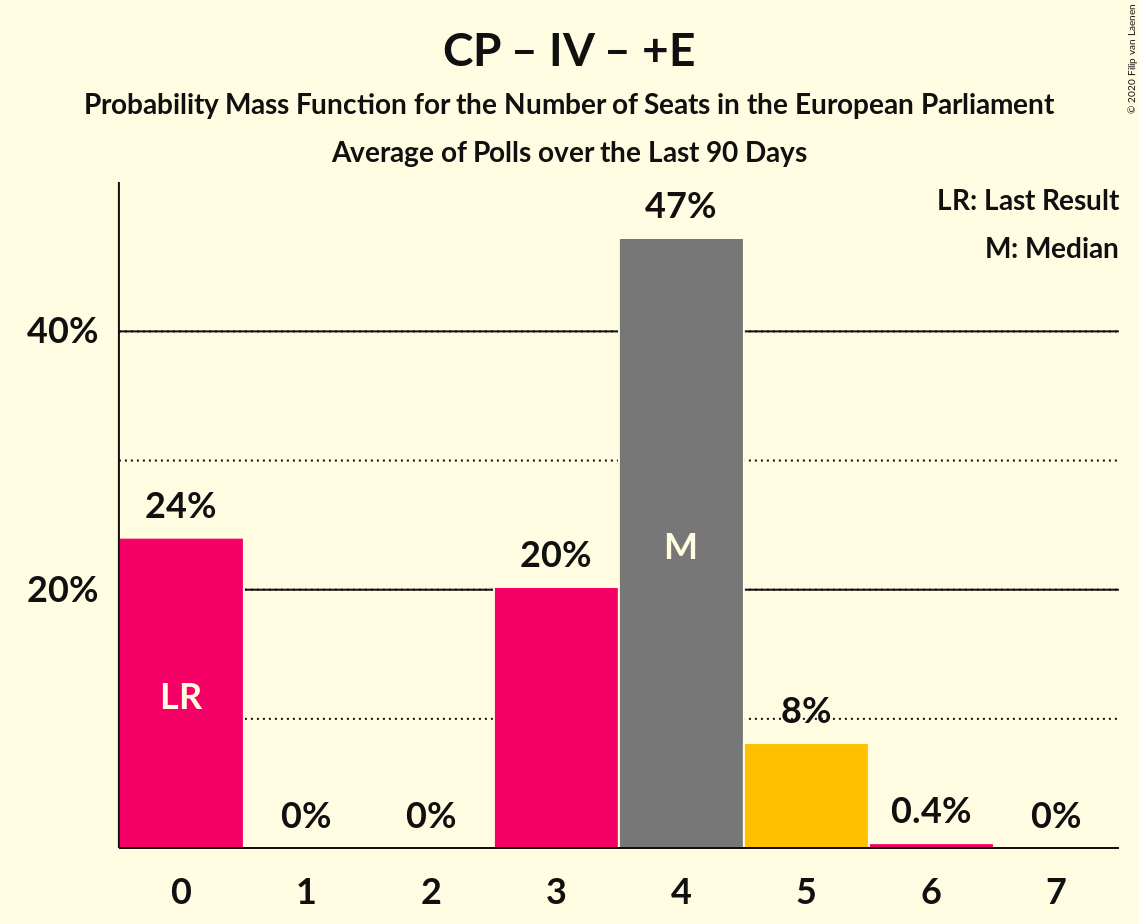 CP – IV – +E
Probability Mass Function for the Number of Seats in the European Parliament
Average of Polls over the Last 90 Days
© 2020 Filip van Laenen
LR: Last Result
M: Median
47%
40%
24%
20%
M
20%
LR
8%
0%
0%
0.4%
0%
0 1 2 3 4 5 6 7